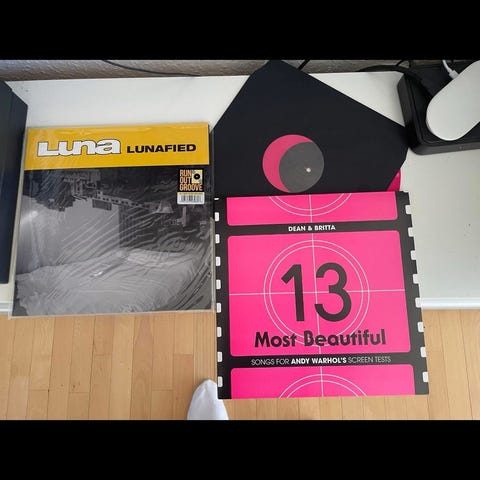 Luna LUNAFIED
RUN
OUT
GROOVE
DEAN & BRITTA
13
Most Beautiful
SONGS FOR ANDY WARHOL'S SCREEN TESTS